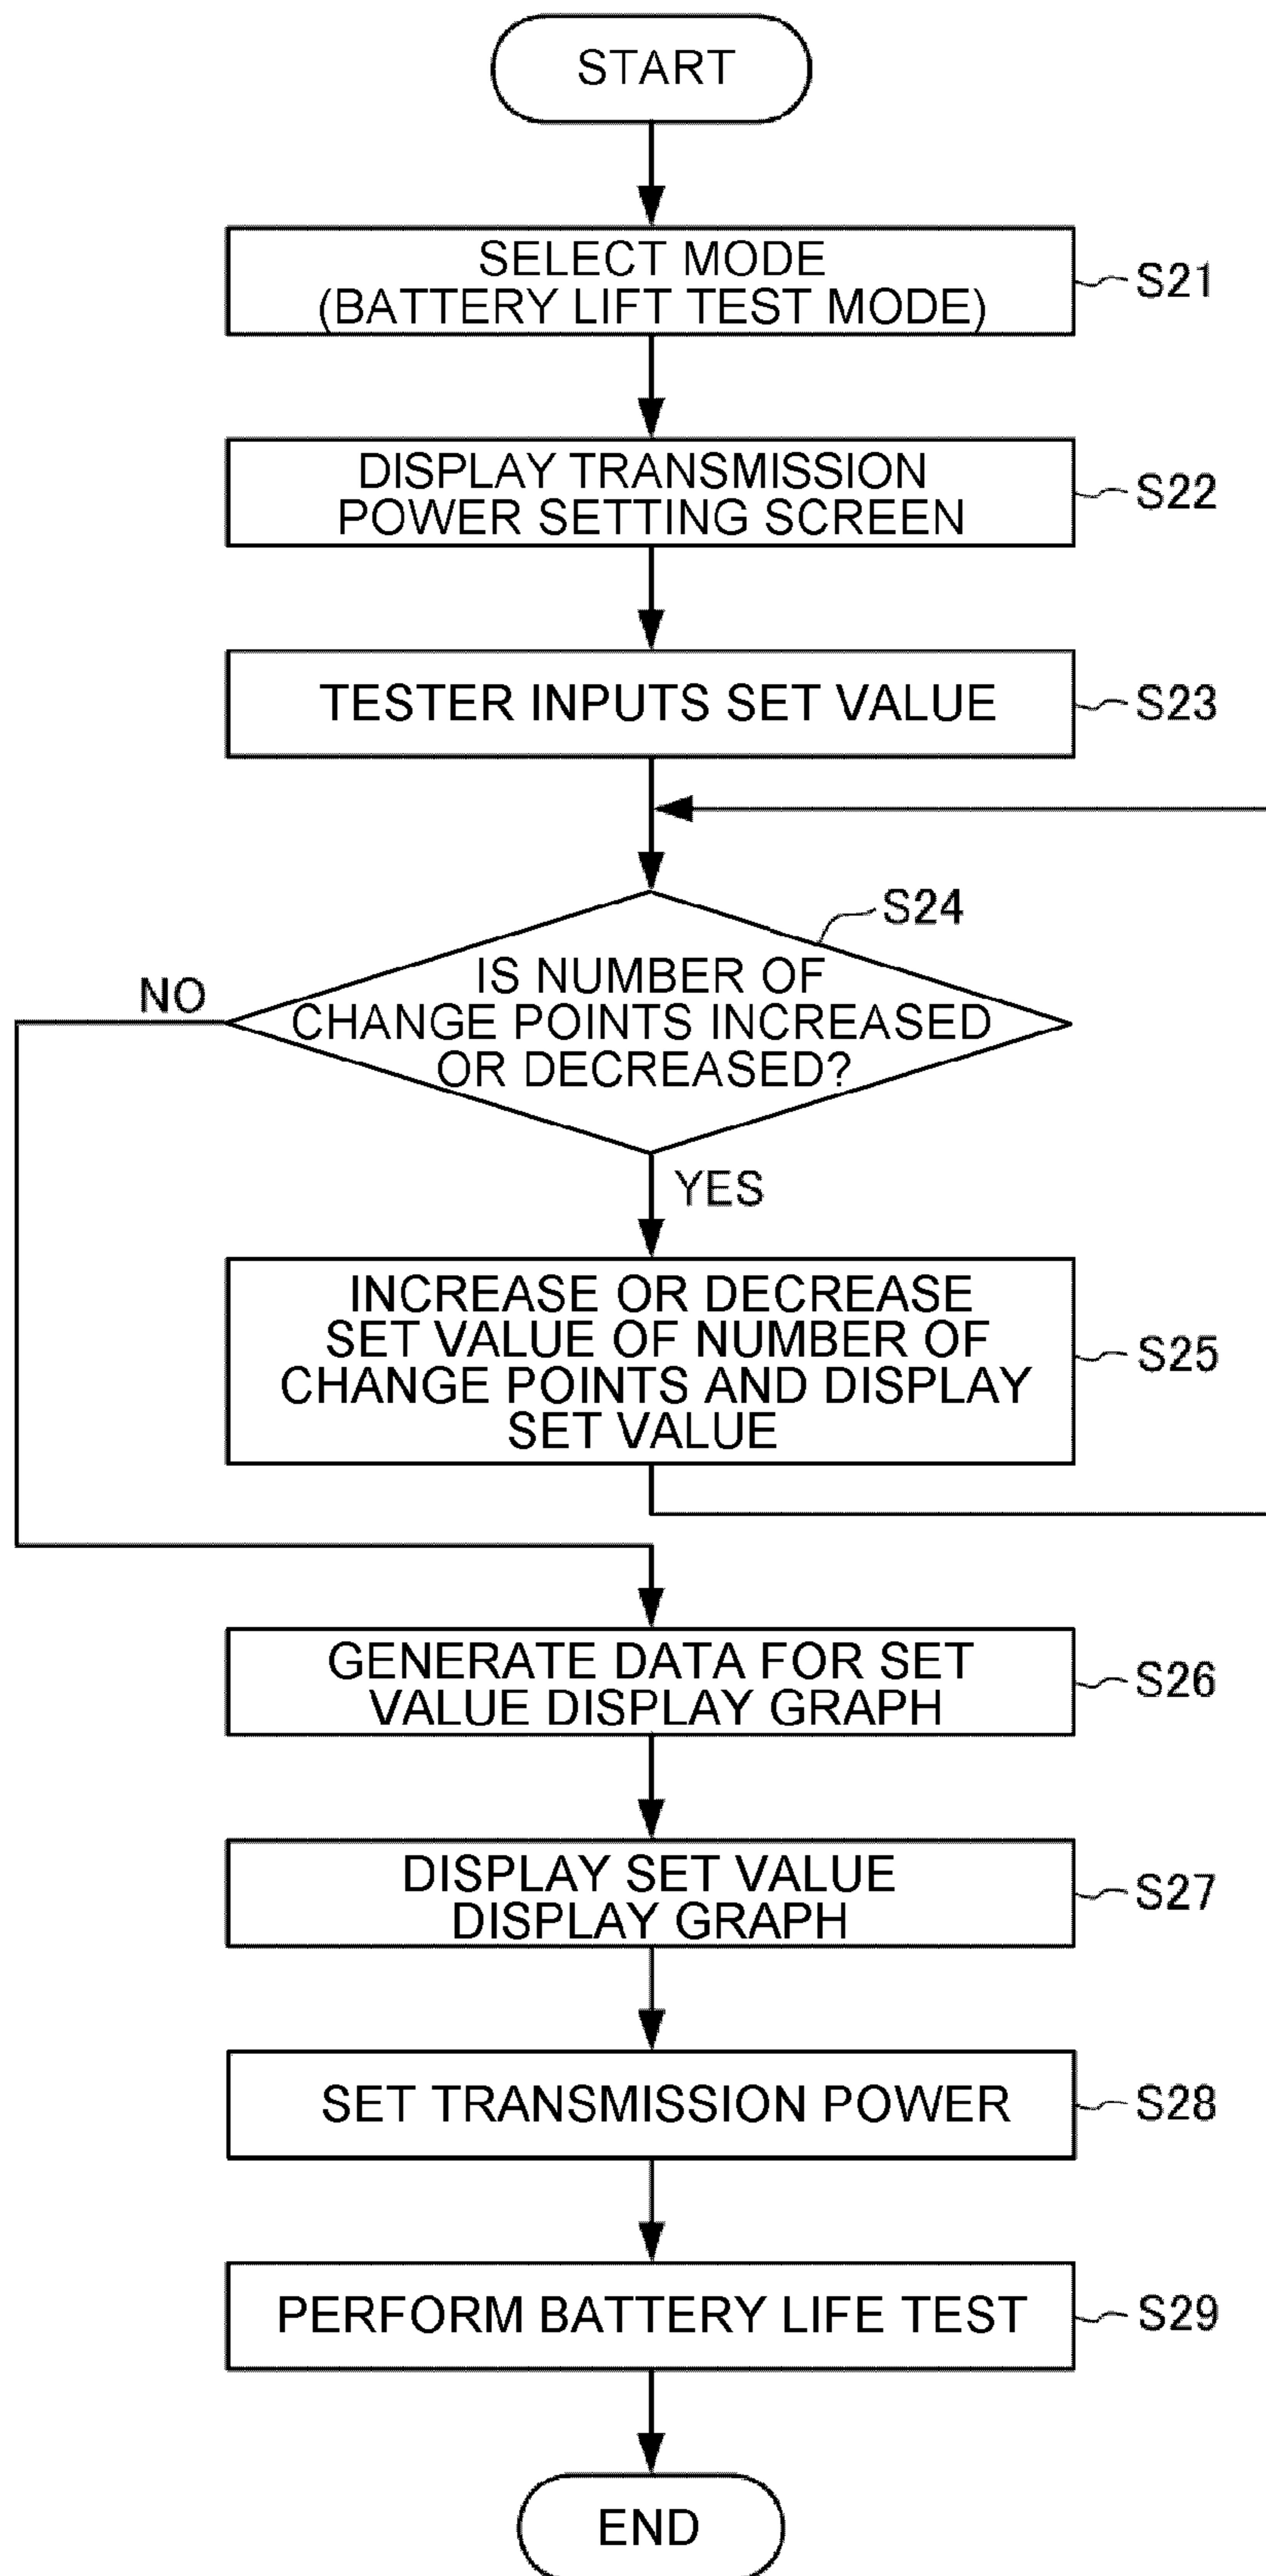 START
SELECT MODE
(BATTERY LIFT TEST MODE)
S21
DISPLAY TRANSMISSION
POWER SETTING SCREEN
S22
TESTER INPUTS SET VALUE
S23
S24
IS NUMBER OF
CHANGE POINTS INCREASED
OR DECREASED?
NO
YES
INCREASE OR DECREASE
SET VALUE OF NUMBER OF
CHANGE POINTS AND DISPLAY
SET VALUE
S25
GENERATE DATA FOR SET
VALUE DISPLAY GRAPH
S26
DISPLAY SET VALUE
DISPLAY GRAPH
S27
SET TRANSMISSION POWER
S28
PERFORM BATTERY LIFE TEST
S29
END